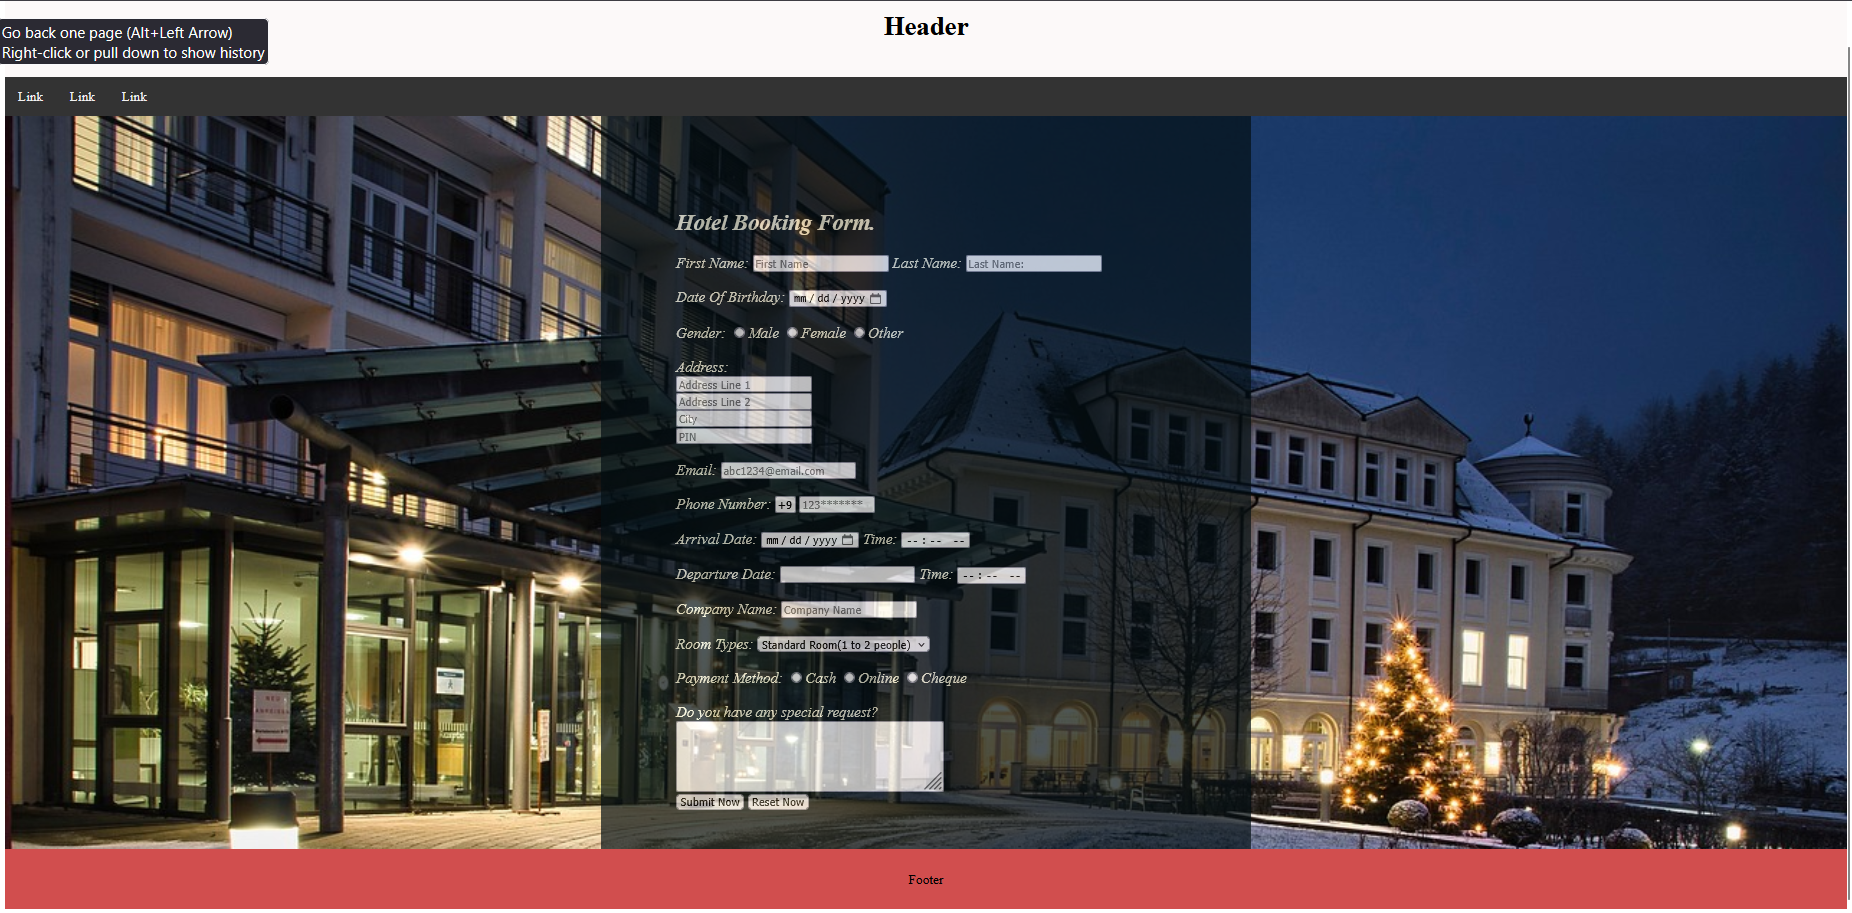 Header
Go back one page (Alt+Left Arrow)
Right-click or pull down to show history
Link Link Link
Hotel Booking Form.
First Name: First Name Last Name: Last Name:
Date Of Birthday: mm / dd / yyyy
Gender: Male Female Other
Address:
Address Line 1
Address Line 2
City
PIN
Email: abc1234@email.com
Phone Number: +9 123*******
Arrival Date: mm / dd / yyyy Time: -- : -- --
Departure Date: Time: -- : -- --
Company Name: Company Name
Room Types: Standard Room(1 to 2 people)
Payment Method: Cash Online Cheque
Do you have any special request?
Submit Now Reset Now
Footer